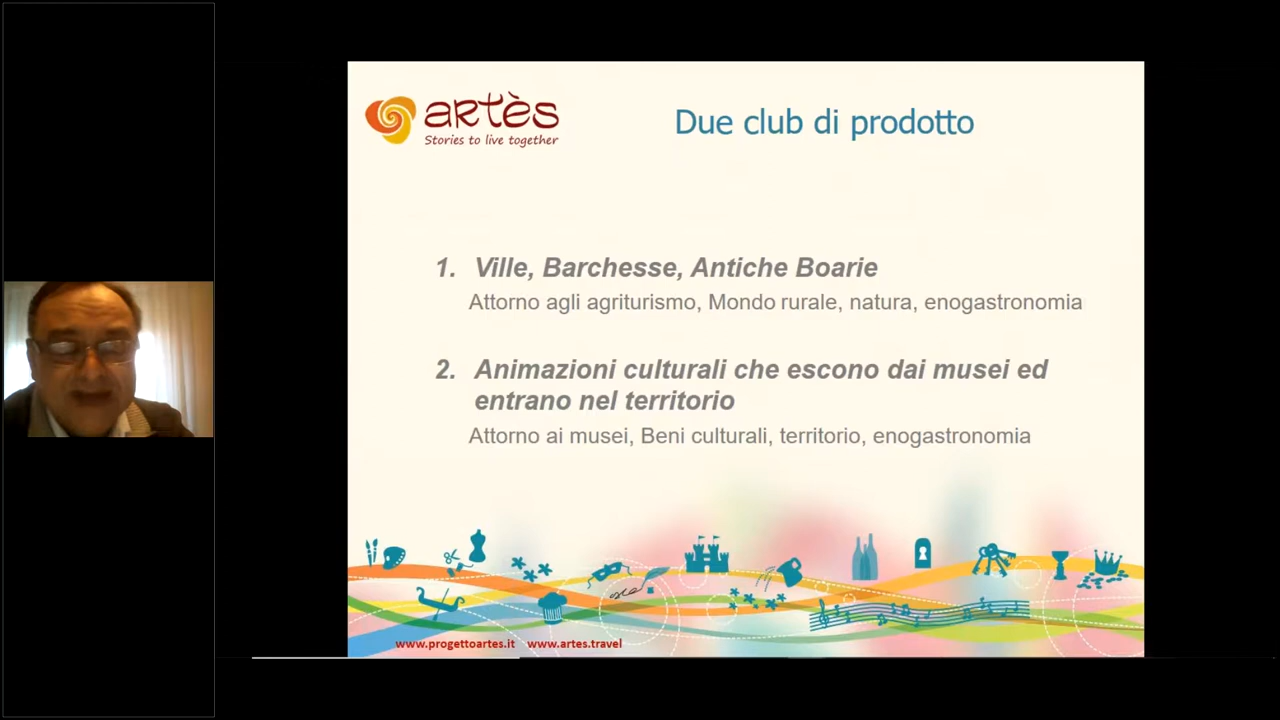 artès
Stories to live together
Due club di prodotto
1. Ville, Barchesse, Antiche Boarie
Attorno agli agriturismo, Mondo rurale, natura, enogastronomia
2. Animazioni culturali che escono dai musei ed
entrano nel territorio
Attorno ai musei, Beni culturali, territorio, enogastronomia
www.progettoartes.it www.artes.travel